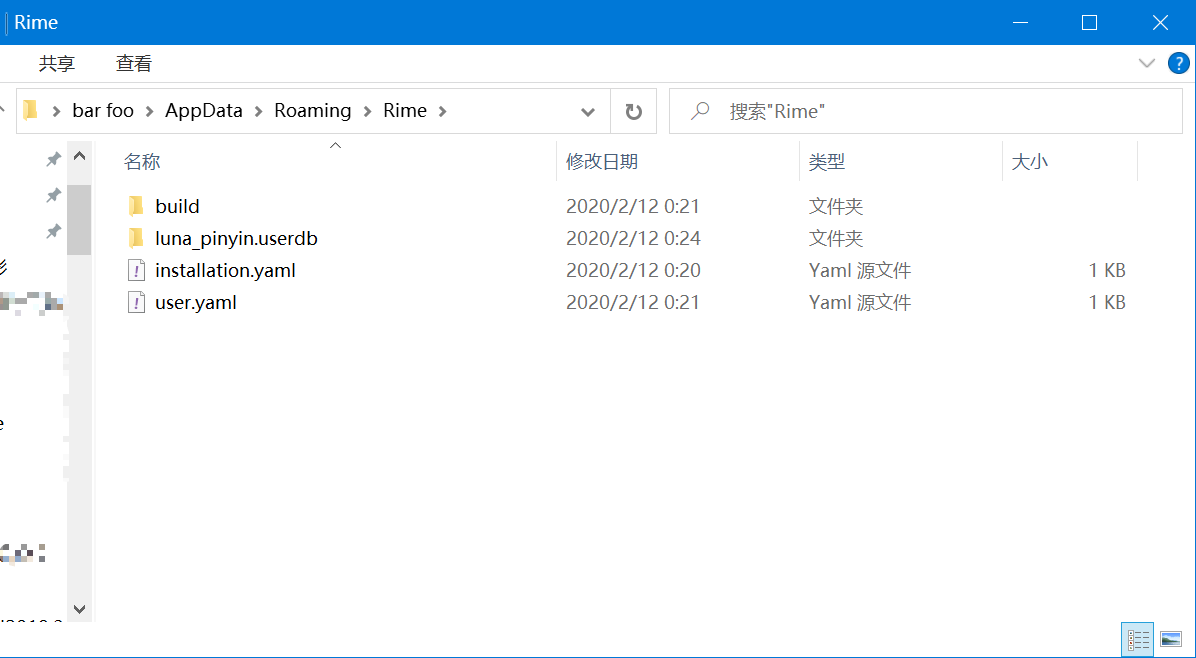 Rime
共享 查看
bar foo AppData Roaming Rime 搜索"Rime"
名称 修改日期 类型 大小
build 2020/2/12 0:21 文件夹
luna_pinyin.userdb 2020/2/12 0:24 文件夹
installation.yaml 2020/2/12 0:20 Yaml 源文件 1 KB
user.yaml 2020/2/12 0:21 Yaml 源文件 1 KB